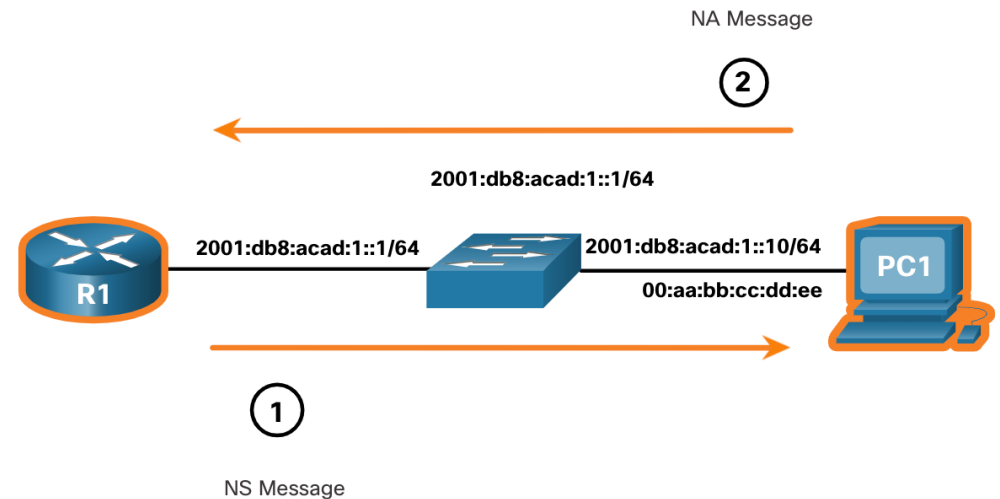 NA Message
2
2001:db8:acad:1::1/64
2001:db8:acad:1::1/64
2001:db8:acad:1::10/64
R1
PC1
00:aa:bb:cc:dd:ee
1
NS Message